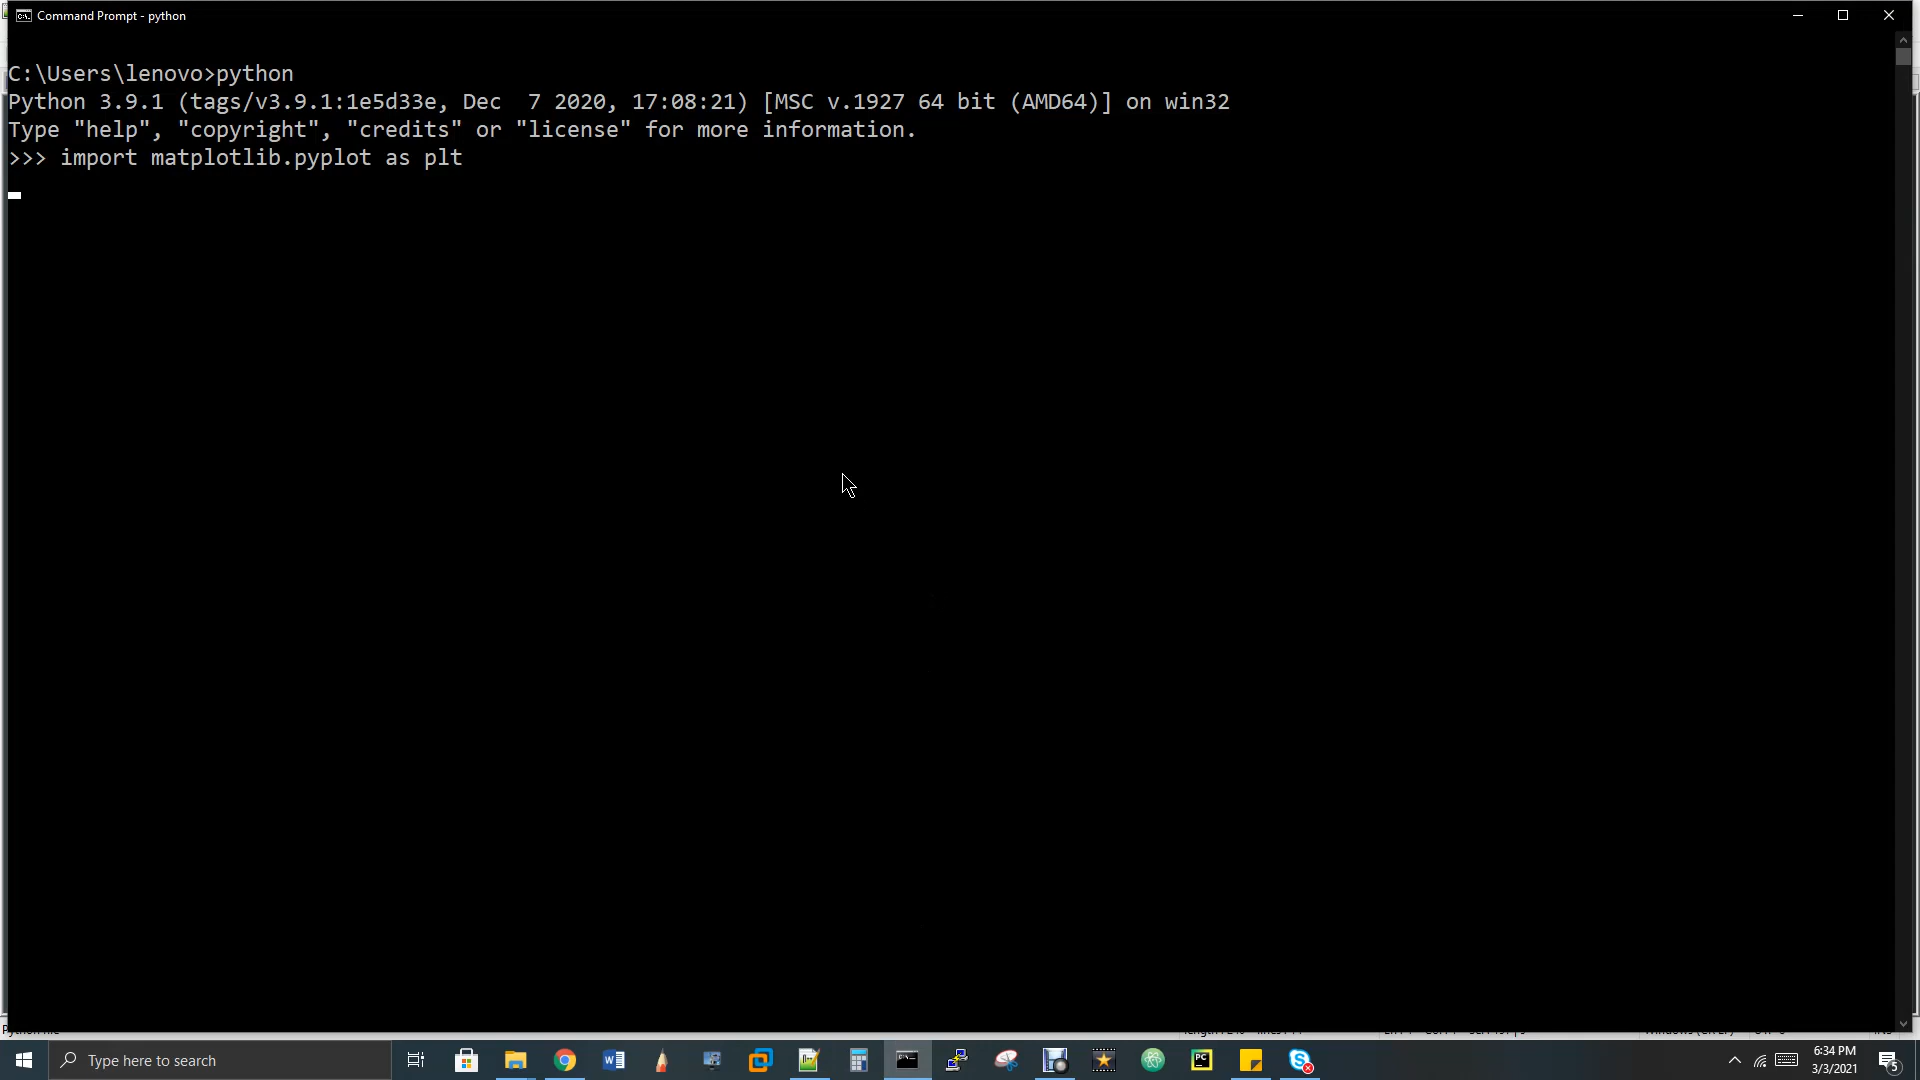 Command Prompt - python
C:\Users\lenovo>python
Python 3.9.1 (tags/v3.9.1:1e5d33e, Dec  7 2020, 17:08:21) [MSC v.1927 64 bit (AMD64)] on win32
Type "help", "copyright", "credits" or "license" for more information.
>>> import matplotlib.pyplot as plt
Type here to search
PC
6:34 PM
3/3/2021
5